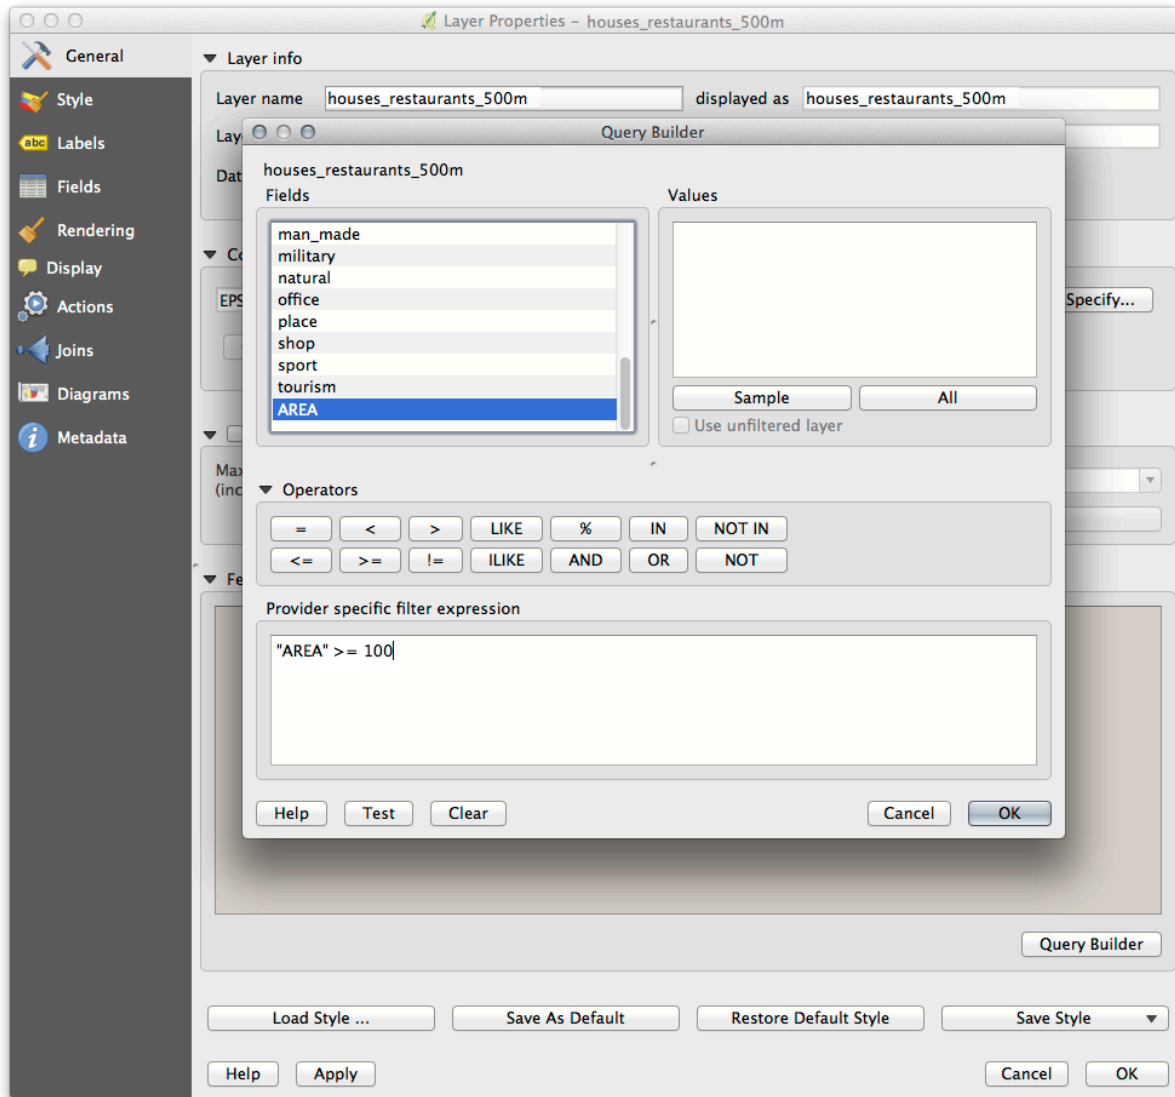 Layer Properties - houses_restaurants_500m
General
Style
Labels
Fields
Rendering
Display
Actions
Joins
Diagrams
Metadata
Layer info
Layer name houses_restaurants_500m displayed as houses_restaurants_500m
Query Builder
houses_restaurants_500m
Fields
man_made
military
natural
office
place
shop
sport
tourism
AREA
Values
Sample All
Use unfiltered layer
Specify...
Operators
= < > LIKE % IN NOT IN
<= >= != ILIKE AND OR NOT
Provider specific filter expression
"AREA" >= 100
Help Test Clear Cancel OK
Query Builder
Load Style ... Save As Default Restore Default Style Save Style
Help Apply Cancel OK